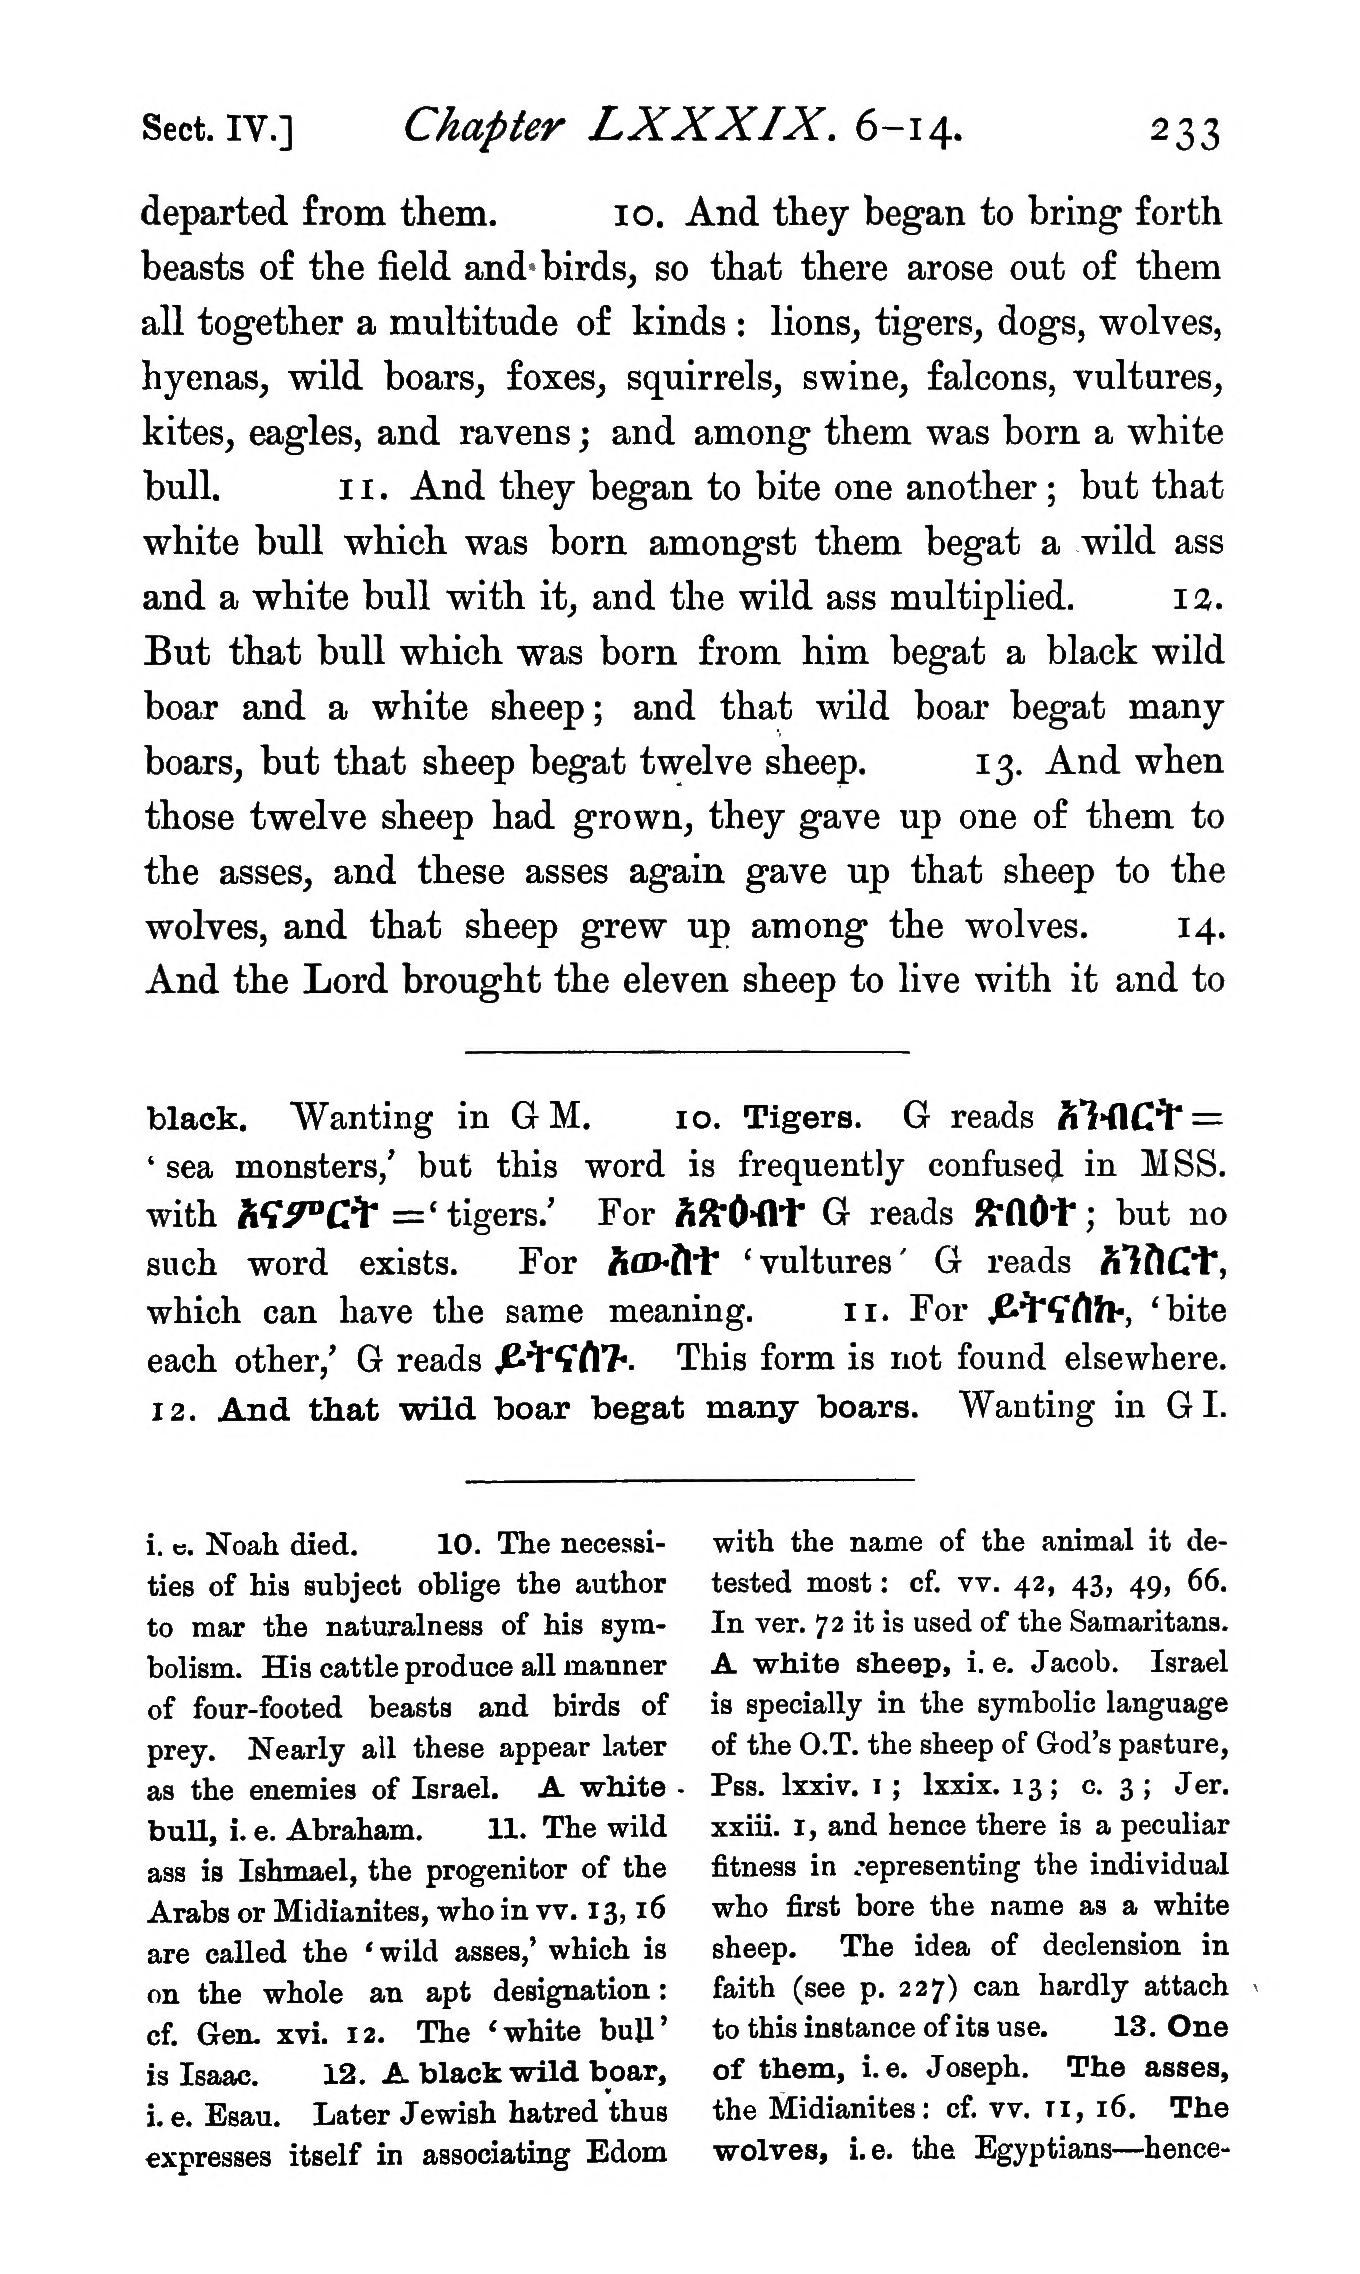 Sect. IV.] Chapter LXXXIX. 6–14. 233
departed from them. 10. And they began to bring forth
beasts of the field and birds, so that there arose out of them
all together a multitude of kinds : lions, tigers, dogs, wolves,
hyenas, wild boars, foxes, squirrels, swine, falcons, vultures,
kites, eagles, and ravens ; and among them was born a white
bull. 11. And they began to bite one another ; but that
white bull which was born amongst them begat a wild ass
and a white bull with it, and the wild ass multiplied. 12.
But that bull which was born from him begat a black wild
boar and a white sheep ; and that wild boar begat many
boars, but that sheep begat twelve sheep. 13. And when
those twelve sheep had grown, they gave up one of them to
the asses, and these asses again gave up that sheep to the
wolves, and that sheep grew up among the wolves. 14.
And the Lord brought the eleven sheep to live with it and to
black. Wanting in G M. 10. Tigers. G reads አንብርት =
‘ sea monsters,’ but this word is frequently confused in MSS.
with አናምርት =‘ tigers.’ For አጽዕብተ G reads ጽብዕተ ; but no
such word exists. For አውስተ ‘ vultures ’ G reads አንስርት,
which can have the same meaning. 11. For ይትናሰኩ, ‘ bite
each other,’ G reads ይትናሰጉ. This form is not found elsewhere.
12. And that wild boar begat many boars. Wanting in G I.
i. e. Noah died. 10. The necessi-
ties of his subject oblige the author
to mar the naturalness of his sym-
bolism. His cattle produce all manner
of four-footed beasts and birds of
prey. Nearly all these appear later
as the enemies of Israel. A white
bull, i. e. Abraham. 11. The wild
ass is Ishmael, the progenitor of the
Arabs or Midianites, who in vv. 13, 16
are called the ‘ wild asses,’ which is
on the whole an apt designation :
cf. Gen. xvi. 12. The ‘ white bull ’
is Isaac. 12. A black wild boar,
i. e. Esau. Later Jewish hatred thus
expresses itself in associating Edom
with the name of the animal it de-
tested most : cf. vv. 42, 43, 49, 66.
In ver. 72 it is used of the Samaritans.
A white sheep, i. e. Jacob. Israel
is specially in the symbolic language
of the O.T. the sheep of God’s pasture,
Pss. lxxiv. 1 ; lxxix. 13 ; c. 3 ; Jer.
xxiii. 1, and hence there is a peculiar
fitness in representing the individual
who first bore the name as a white
sheep. The idea of declension in
faith (see p. 227) can hardly attach
to this instance of its use. 13. One
of them, i. e. Joseph. The asses,
the Midianites : cf. vv. 11, 16. The
wolves, i. e. the Egyptians—hence-